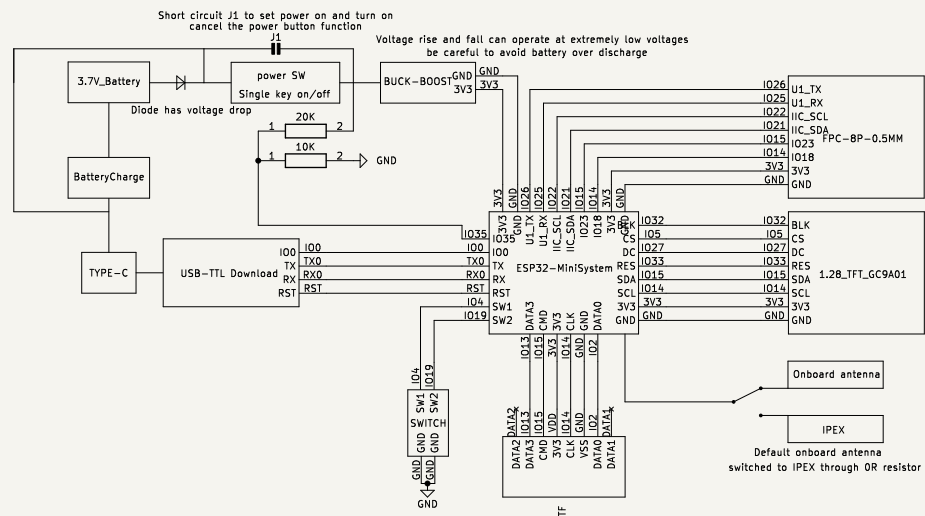 Short circuit J1 to set power on and turn on
cancel the power button function
J1
Voltage rise and fall can operate at extremely low voltages
be careful to avoid battery over discharge
3.7V_Battery
power SW
Single key on/off
BUCK-BOOST
GND
3V3
GND
3V3
Diode has voltage drop
1
20K
2
1
10K
2
GND
BatteryCharge
TYPE-C
USB-TTL Download
IO0
TX
RX
RST
IO0
TX0
RX0
RST
IO35
IO0
TX0
RX0
RST
IO4
IO19
IO35
IO0
TX
RX
RST
SW1
SW2
ESP32-MiniSystem
3V3
GND
IO26
IO25
IO22
IO21
IO15
IO14
3V3
GND
3V3
GND
U1_TX
U1_RX
IIC_SCL
IIC_SDA
IO23
IO18
3V3
GND
IO26
IO25
IO22
IO21
IO15
IO14
3V3
GND
U1_TX
U1_RX
IIC_SCL
IIC_SDA
IO23
IO18
3V3
GND
FPC-8P-0.5MM
BLK
CS
DC
RES
SDA
SCL
3V3
GND
IO32
IO5
IO27
IO33
IO15
IO14
3V3
GND
IO32
IO5
IO27
IO33
IO15
IO14
3V3
GND
BLK
CS
DC
RES
SDA
SCL
3V3
GND
1.28_TFT_GC9A01
DATA3
CMD
3V3
CLK
GND
DATA0
IO13
IO15
3V3
IO14
GND
IO2
IO4
IO19
SW1
SW2
SWITCH
GND
GND
GND
GND
GND
DATA2
IO13
IO15
VDD
IO14
GND
IO2
DATA1
DATA2
DATA3
CMD
3V3
CLK
VSS
DATA0
DATA1
TF
Onboard antenna
IPEX
Default onboard antenna
switched to IPEX through OR resistor